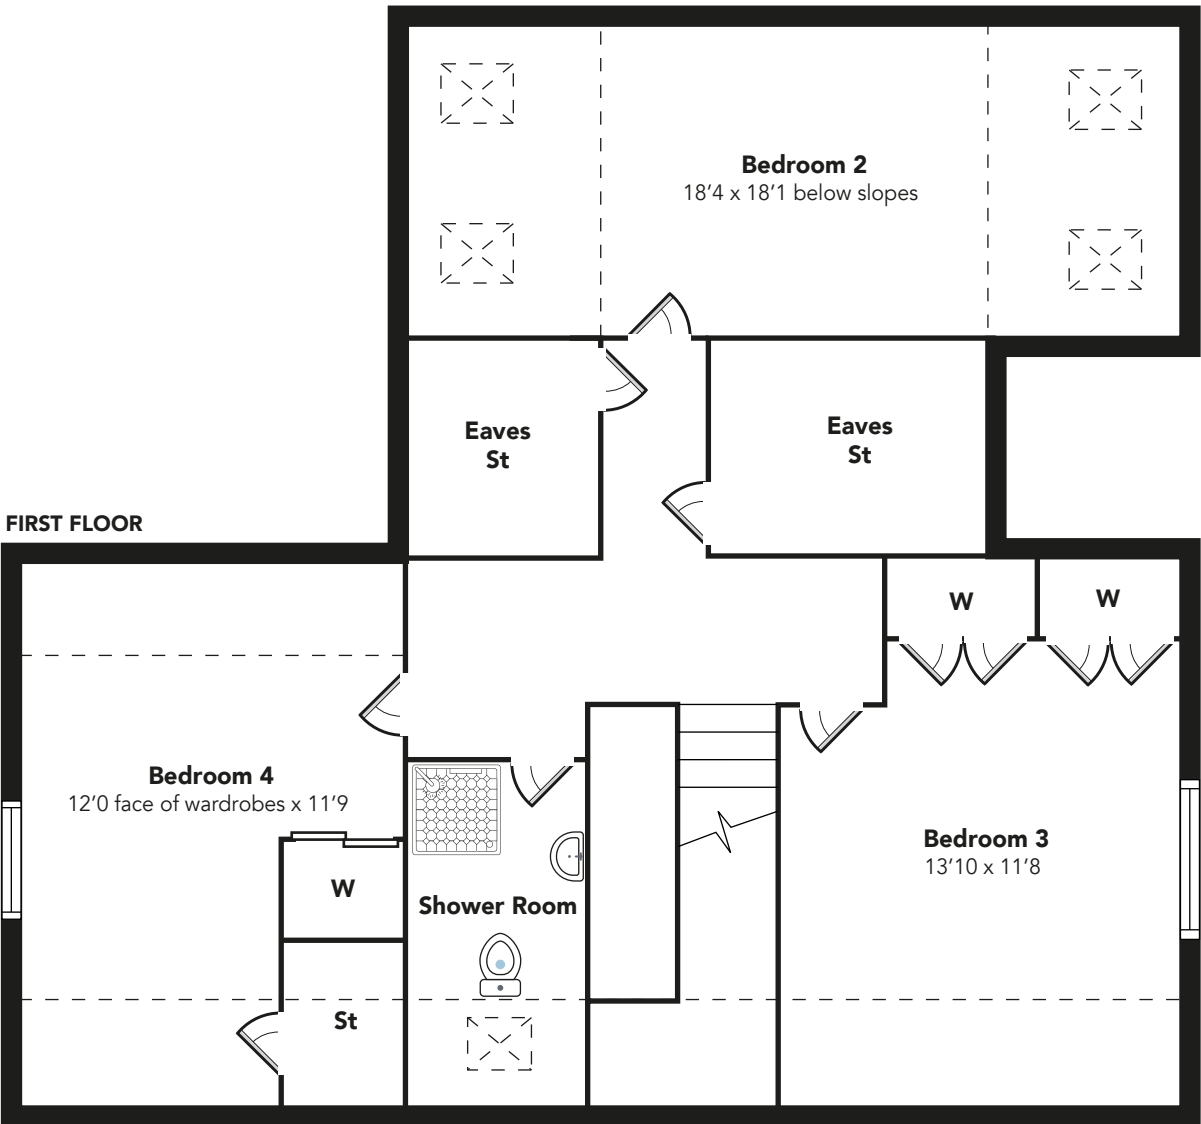 Bedroom 2
18’4 x 18’1 below slopes
Eaves
St
Eaves
St
FIRST FLOOR
W
W
Bedroom 4
12’0 face of wardrobes x 11’9
Bedroom 3
13’10 x 11’8
W
Shower Room
St